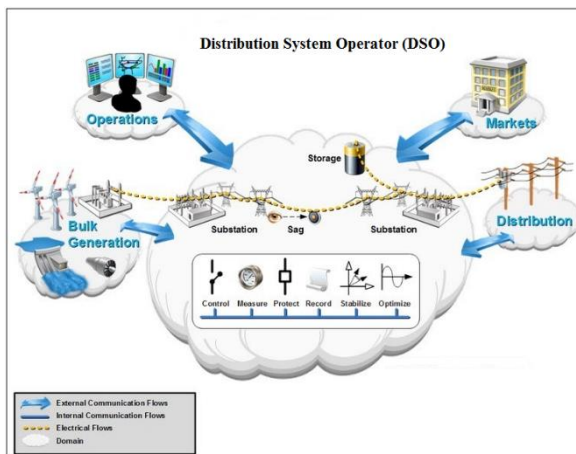 Distribution System Operator (DSO)
Operations
Markets
Storage
Bulk
Generation
Substation
Sag
Substation
Distribution
Control
Measure
Protect
Record
Stabilize
Optimize
External Communication Flows
Internal Communication Flows
Electrical Flows
Domain